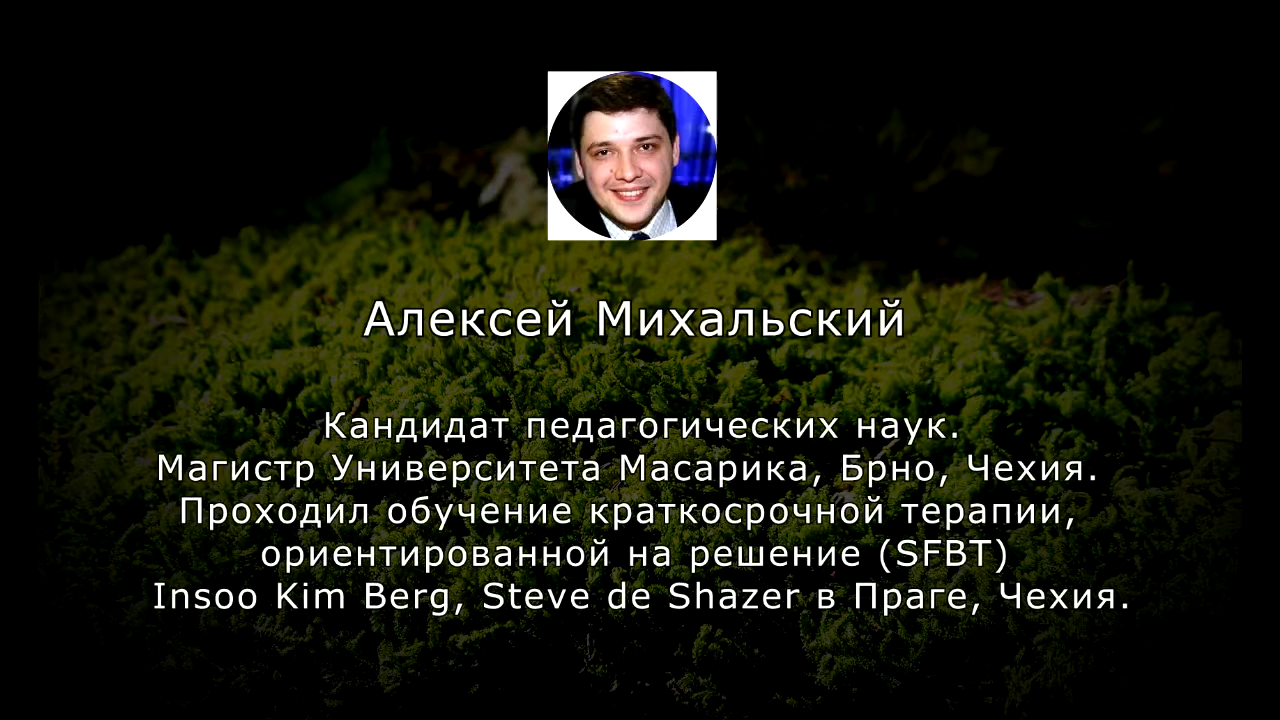 Алексей Михальский
Кандидат педагогических наук.
Магистр Университета Масарика, Брно, Чехия.
Проходил обучение краткосрочной терапии,
ориентированной на решение (SFBT)
Insoo Kim Berg, Steve de Shazer в Праге, Чехия.